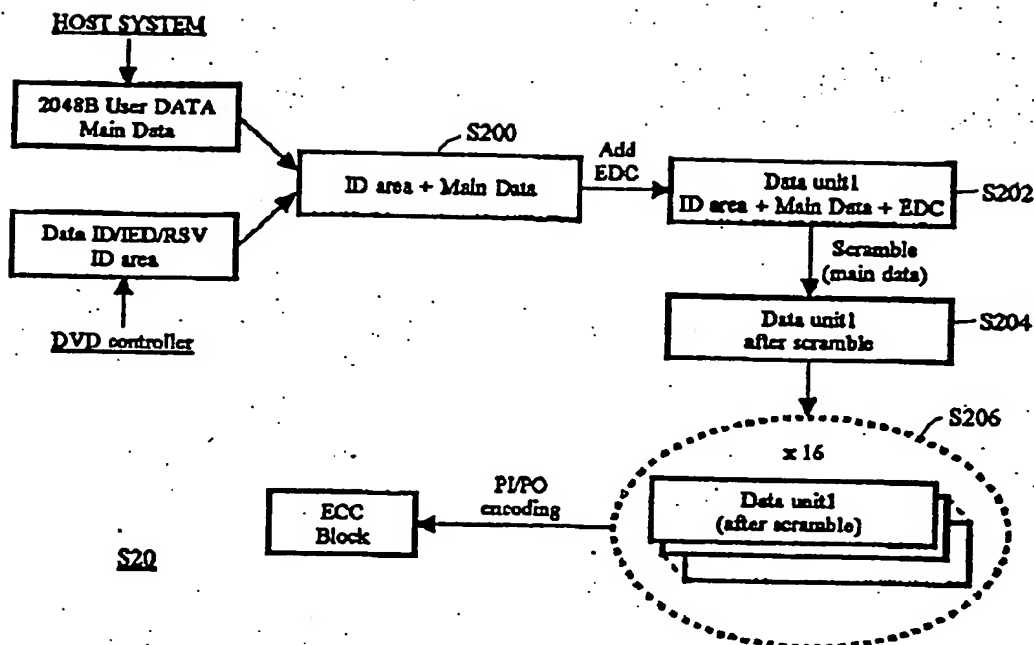 HOST SYSTEM
2048B User DATA
Main Data
S200
ID area + Main Data
Add
EDC
Data unit1
ID area + Main Data + EDC
S202
Data ID/IED/RSV
ID area
DVD controller
Scramble
(main data)
Data unit1
after scramble
S204
S206
x 16
Data unit1
(after scramble)
PI/PO
encoding
ECC
Block
S20